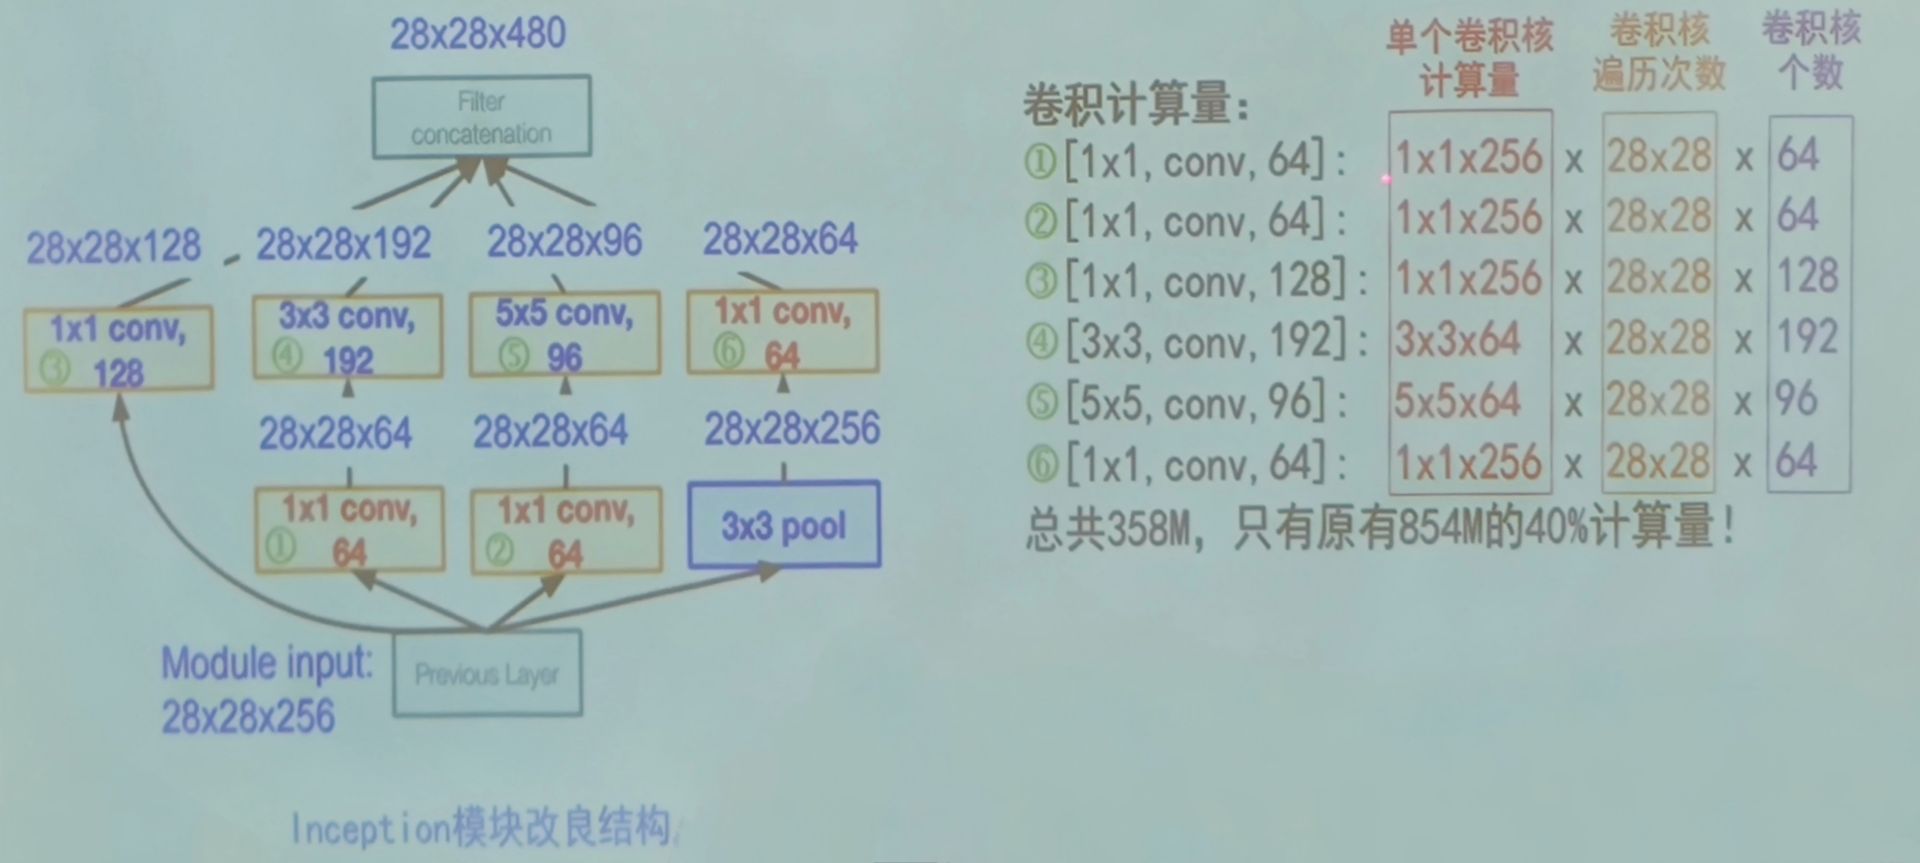 28x28x480
Filter
concatenation
28x28x128
28x28x192
28x28x96
28x28x64
1x1 conv,
③ 128
3x3 conv,
④ 192
5x5 conv,
⑤ 96
1x1 conv,
⑥ 64
28x28x64
28x28x64
28x28x256
1x1 conv,
① 64
1x1 conv,
② 64
3x3 pool
Module input:
28x28x256
Previous Layer
Inception模块改良结构
单个卷积核
计算量
卷积核
遍历次数
卷积核
个数
卷积计算量：
①[1x1, conv, 64]: 1x1x256 x 28x28 x 64
②[1x1, conv, 64]: 1x1x256 x 28x28 x 64
③[1x1, conv, 128]: 1x1x256 x 28x28 x 128
④[3x3, conv, 192]: 3x3x64 x 28x28 x 192
⑤[5x5, conv, 96]: 5x5x64 x 28x28 x 96
⑥[1x1, conv, 64]: 1x1x256 x 28x28 x 64
总共358M，只有原有854M的40%计算量！